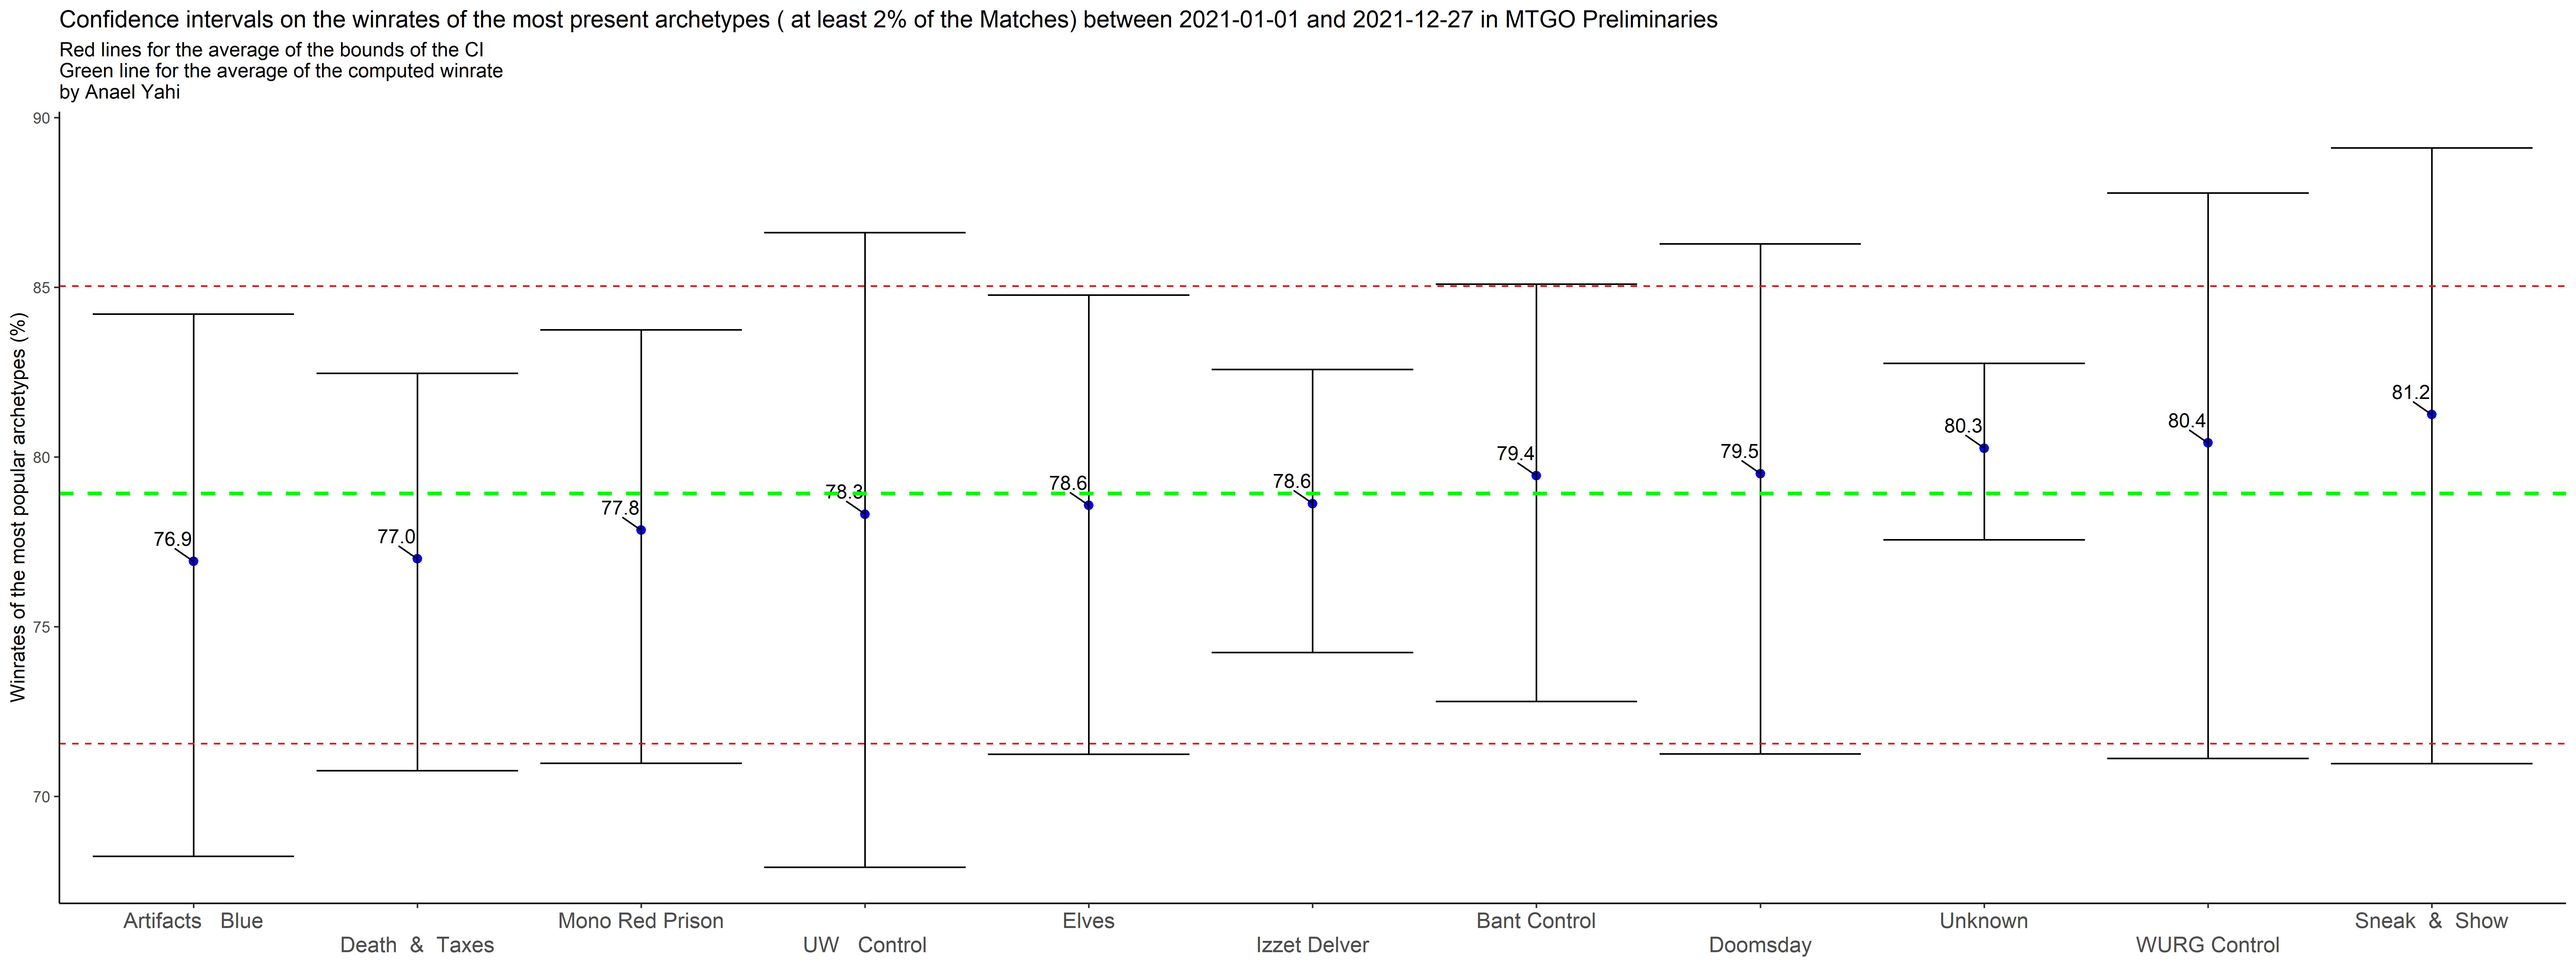 Confidence intervals on the winrates of the most present archetypes ( at least 2% of the Matches) between 2021-01-01 and 2021-12-27 in MTGO Preliminaries
Red lines for the average of the bounds of the CI
Green line for the average of the computed winrate
by Anael Yahi
Winrates of the most popular archetypes (%)
90
85
80
75
70
76.9
77.0
77.8
78.3
78.6
78.6
79.4
79.5
80.3
80.4
81.2
Artifacts Blue
Death & Taxes
Mono Red Prison
UW Control
Elves
Izzet Delver
Bant Control
Doomsday
Unknown
WURG Control
Sneak & Show